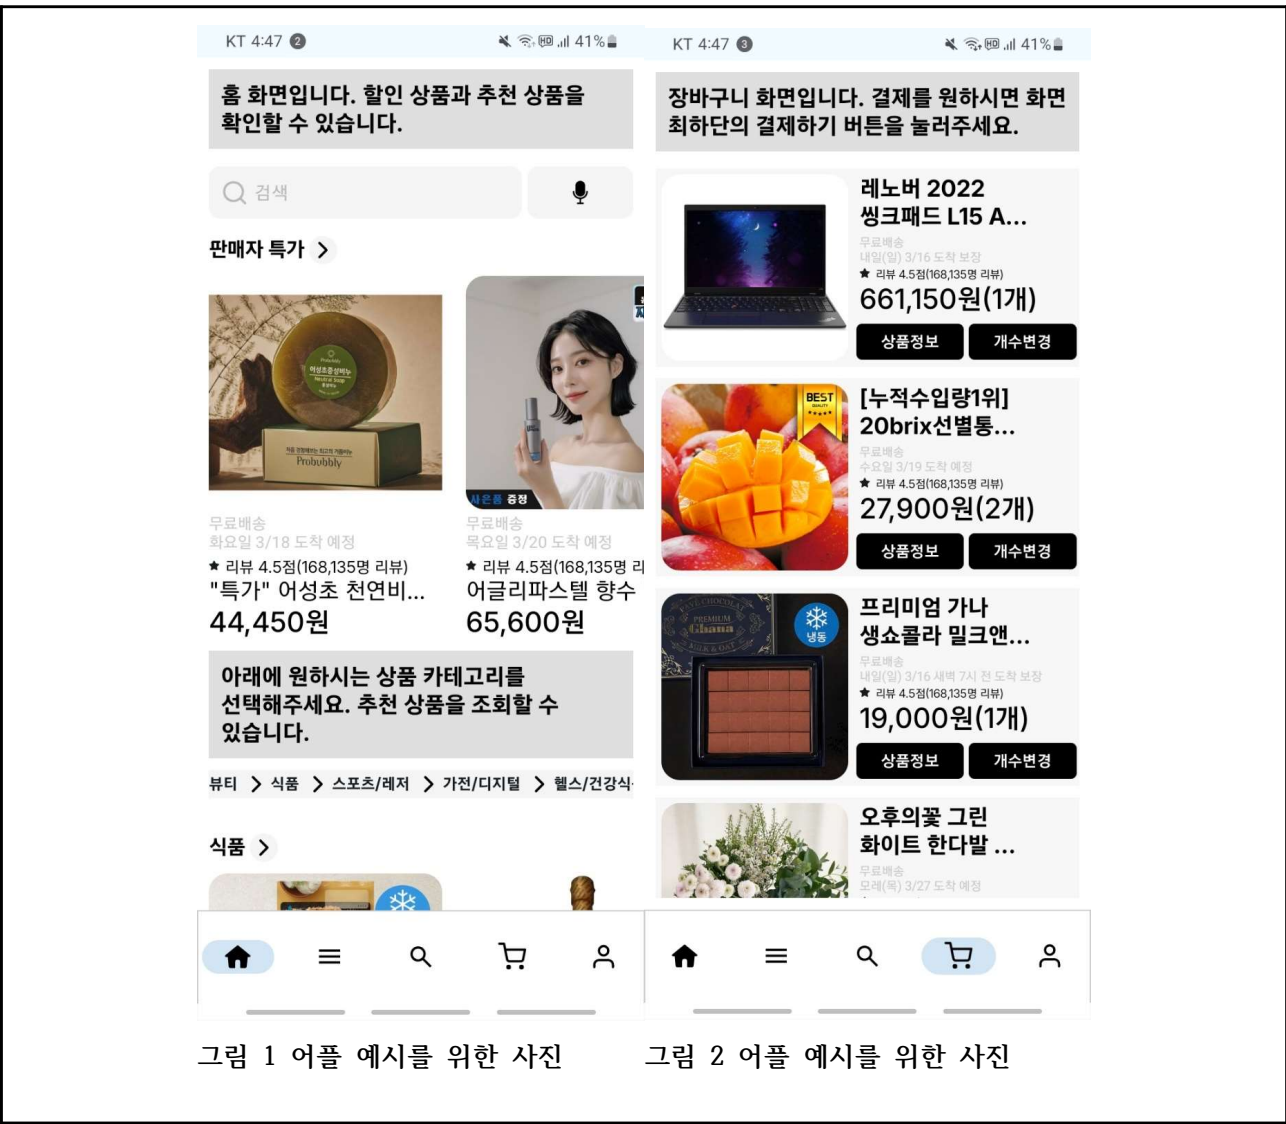 KT 4:47 2
HD 41%
홈 화면입니다. 할인 상품과 추천 상품을
확인할 수 있습니다.
검색
판매자 특가
Probubbly
어성초중성비누
Neutral Soap
Probubbly
사은품 증정
무료배송
화요일 3/18 도착 예정
★ 리뷰 4.5점(168,135명 리뷰)
"특가" 어성초 천연비...
44,450원
무료배송
목요일 3/20 도착 예정
★ 리뷰 4.5점(168,135명 리
어글리파스텔 향수
65,600원
아래에 원하시는 상품 카테고리를
선택해주세요. 추천 상품을 조회할 수
있습니다.
뷰티 > 식품 > 스포츠/레저 > 가전/디지털 > 헬스/건강식
식품 >
그림 1 어플 예시를 위한 사진
KT 4:47 3
HD 41%
장바구니 화면입니다. 결제를 원하시면 화면
최하단의 결제하기 버튼을 눌러주세요.
레노버 2022
씽크패드 L15 A...
무료배송
내일(일) 3/16 도착 보장
★ 리뷰 4.5점(168,135명 리뷰)
661,150원(1개)
상품정보 개수변경
BEST
QUALITY
[누적수입량1위]
20brix선별통...
무료배송
수요일 3/19 도착 예정
★ 리뷰 4.5점(168,135명 리뷰)
27,900원(2개)
상품정보 개수변경
PAVE CHOCOLAT
PREMIUM
Ghana
MILK & OAT
냉동
프리미엄 가나
생쇼콜라 밀크앤...
무료배송
내일(일) 3/16 새벽 7시 전 도착 보장
★ 리뷰 4.5점(168,135명 리뷰)
19,000원(1개)
상품정보 개수변경
오후의꽃 그린
화이트 한다발 ...
무료배송
모레(목) 3/27 도착 예정
그림 2 어플 예시를 위한 사진